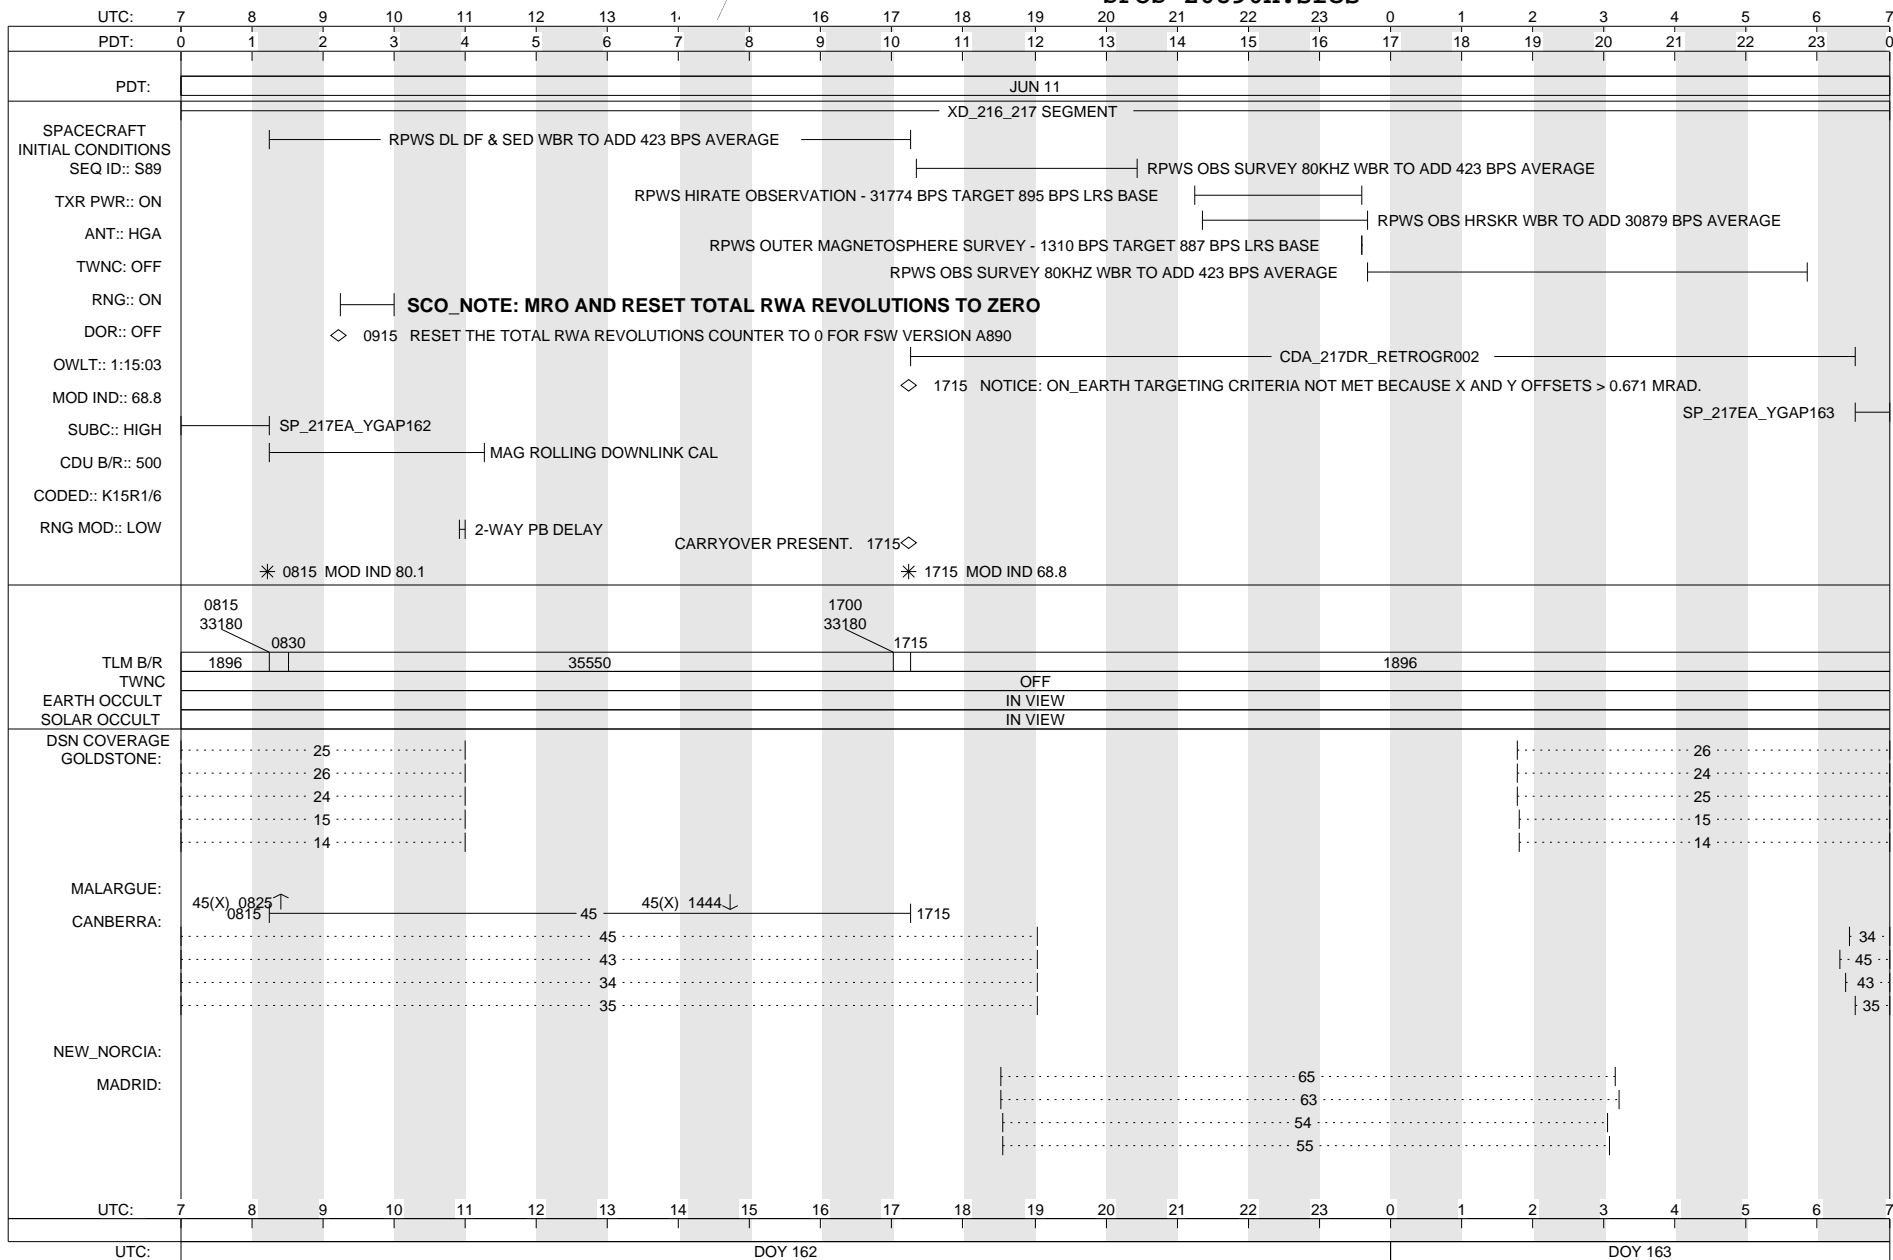 UTC: 7 8 9 10 11 12 13 14 16 17 18 19 20 21 22 23 0 1 2 3 4 5 6 7
PDT: 0 1 2 3 4 5 6 7 8 9 10 11 12 13 14 15 16 17 18 19 20 21 22 23 0
PDT: JUN 11
XD_216_217 SEGMENT
SPACECRAFT
INITIAL CONDITIONS
RPWS DL DF & SED WBR TO ADD 423 BPS AVERAGE
SEQ ID:: S89
RPWS OBS SURVEY 80KHZ WBR TO ADD 423 BPS AVERAGE
TXR PWR:: ON
RPWS HIRATE OBSERVATION - 31774 BPS TARGET 895 BPS LRS BASE
RPWS OBS HRSKR WBR TO ADD 30879 BPS AVERAGE
ANT:: HGA
RPWS OUTER MAGNETOSPHERE SURVEY - 1310 BPS TARGET 887 BPS LRS BASE
TWNC: OFF
RPWS OBS SURVEY 80KHZ WBR TO ADD 423 BPS AVERAGE
RNG:: ON
SCO_NOTE: MRO AND RESET TOTAL RWA REVOLUTIONS TO ZERO
DOR:: OFF
0915 RESET THE TOTAL RWA REVOLUTIONS COUNTER TO 0 FOR FSW VERSION A890
OWLT:: 1:15:03
CDA_217DR_RETROGR002
1715 NOTICE: ON_EARTH TARGETING CRITERIA NOT MET BECAUSE X AND Y OFFSETS > 0.671 MRAD.
MOD IND:: 68.8
SP_217EA_YGAP163
SUBC:: HIGH
SP_217EA_YGAP162
MAG ROLLING DOWNLINK CAL
CDU B/R:: 500
CODED:: K15R1/6
RNG MOD:: LOW
2-WAY PB DELAY
CARRYOVER PRESENT. 1715
0815 MOD IND 80.1
1715 MOD IND 68.8
0815
33180
0830
1700
33180
1715
TLM B/R 1896 35550 1896
TWNC OFF
EARTH OCCULT IN VIEW
SOLAR OCCULT IN VIEW
DSN COVERAGE
GOLDSTONE: 25 26
26 24
24 25
15 15
14 14
MALARGUE:
45(X) 0825
45(X) 1444
0815 45 1715
CANBERRA:
45 34
43 45
34 43
35 35
NEW_NORCIA:
MADRID: 65
63
54
55
UTC: 7 8 9 10 11 12 13 14 15 16 17 18 19 20 21 22 23 0 1 2 3 4 5 6 7
UTC: DOY 162 DOY 163